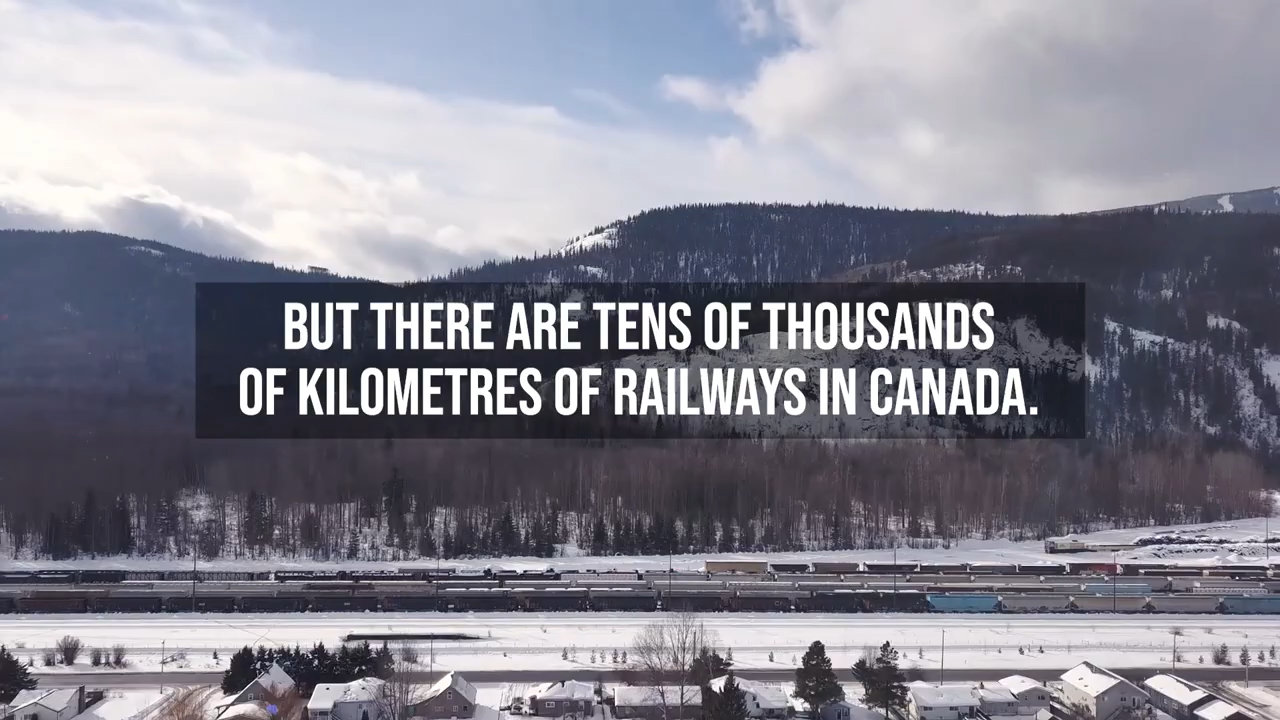 BUT THERE ARE TENS OF THOUSANDS
OF KILOMETRES OF RAILWAYS IN CANADA.